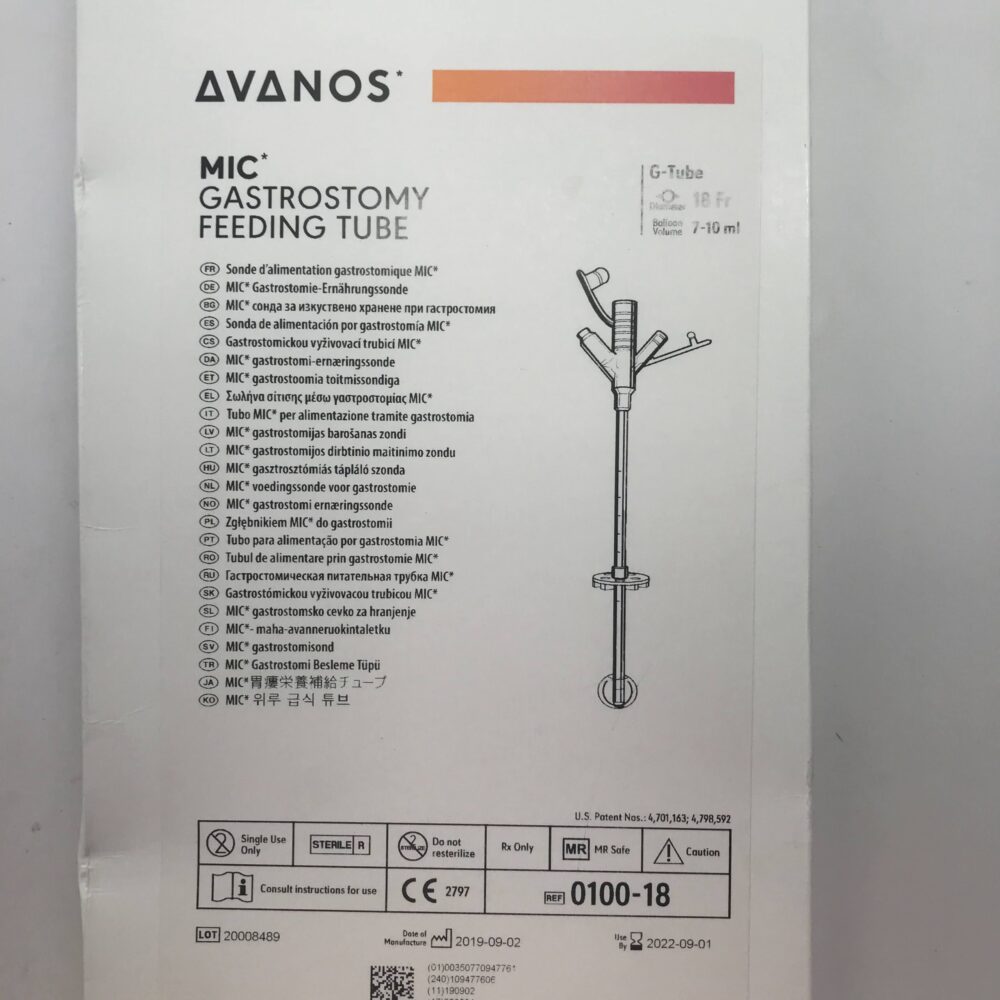 AVANOS*
MIC*
GASTROSTOMY
FEEDING TUBE
G-Tube
Diameter 18 Fr
Balloon Volume 7-10 ml
FR Sonde d'alimentation gastrostomique MIC*
DE MIC* Gastrostomie-Ernährungssonde
BG MIC* сонда за изкуствено хранене при гастростомия
ES Sonda de alimentación por gastrostomía MIC*
CS Gastrostomickou vyživovací trubicí MIC*
DA MIC* gastrostomi-ernæringssonde
ET MIC* gastrostoomia toitmissondiga
EL Σωλήνα σίτισης μέσω γαστροστομίας MIC*
IT Tubo MIC* per alimentazione tramite gastrostomia
LV MIC* gastrostomijas barošanas zondi
LT MIC* gastrostomijos dirbtinio maitinimo zondu
HU MIC* gasztrosztómiás tápláló szonda
NL MIC* voedingssonde voor gastrostomie
NO MIC* gastrostomi ernæringssonde
PL Zgłębnikiem MIC* do gastrostomii
PT Tubo para alimentação por gastrostomia MIC*
RO Tubul de alimentare prin gastrostomie MIC*
RU Гастростомическая питательная трубка MIC*
SK Gastrostómickou vyživovacou trubicou MIC*
SL MIC* gastrostomsko cevko za hranjenje
FI MIC*- maha-avanneruokintaletku
SV MIC* gastrostomisond
TR MIC* Gastrostomi Besleme Tüpü
JA MIC* 胃瘻栄養補給チューブ
KO MIC* 위루 급식 튜브
U.S. Patent Nos.: 4,701,163; 4,798,592
2 Single Use Only
STERILE R
2 STERILIZE Do not resterilize
Rx Only
MR MR Safe
Caution
i Consult instructions for use
CE 2797
REF 0100-18
LOT 20008489
Date of Manufacture 2019-09-02
Use By 2022-09-01
(240)109477606
(11)190902